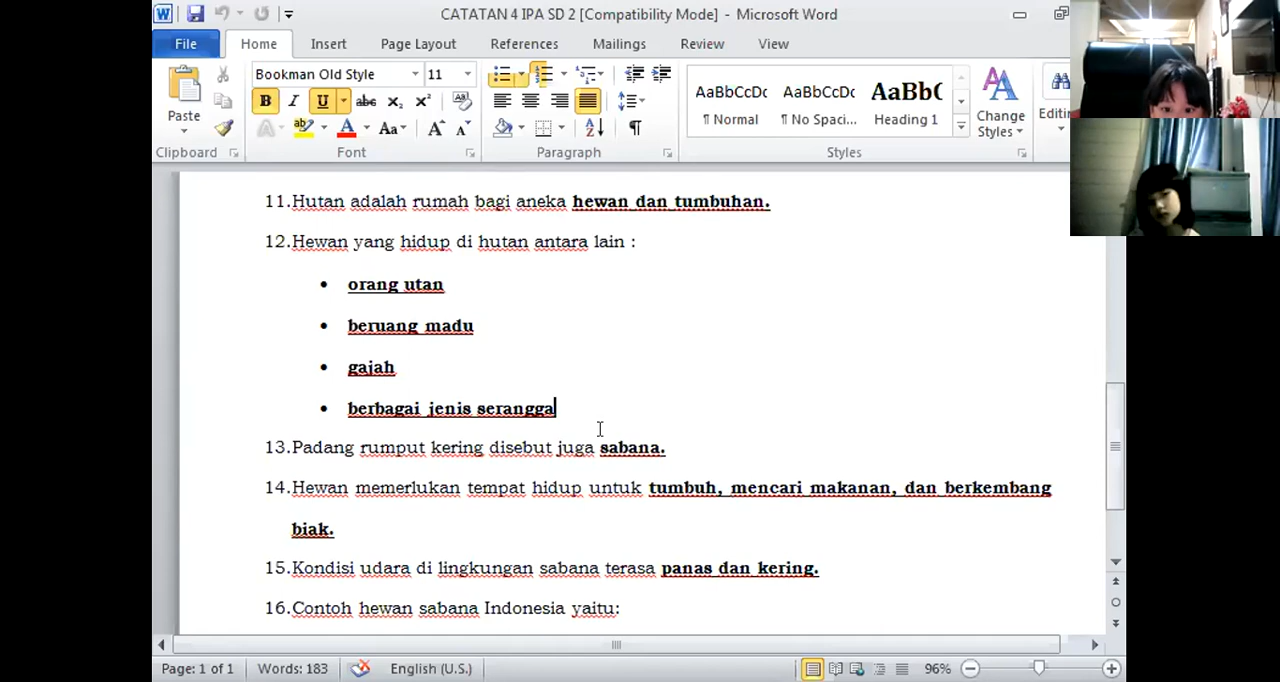 CATATAN 4 IPA SD 2 [Compatibility Mode] - Microsoft Word
File Home Insert Page Layout References Mailings Review View
Bookman Old Style 11
AaBbCcDc AaBbCcDc AaBbC
Paste B I U abc X₂ X² Aa A A ¶ Normal ¶ No Spaci... Heading 1 Change Styles Editin
Clipboard Font Paragraph Styles
11.Hutan adalah rumah bagi aneka hewan dan tumbuhan.
12.Hewan yang hidup di hutan antara lain :
• orang utan
• beruang madu
• gajah
• berbagai jenis serangga
13.Padang rumput kering disebut juga sabana.
14.Hewan memerlukan tempat hidup untuk tumbuh, mencari makanan, dan berkembang
biak.
15.Kondisi udara di lingkungan sabana terasa panas dan kering.
16.Contoh hewan sabana Indonesia yaitu:
Page: 1 of 1 Words: 183 English (U.S.) 96%